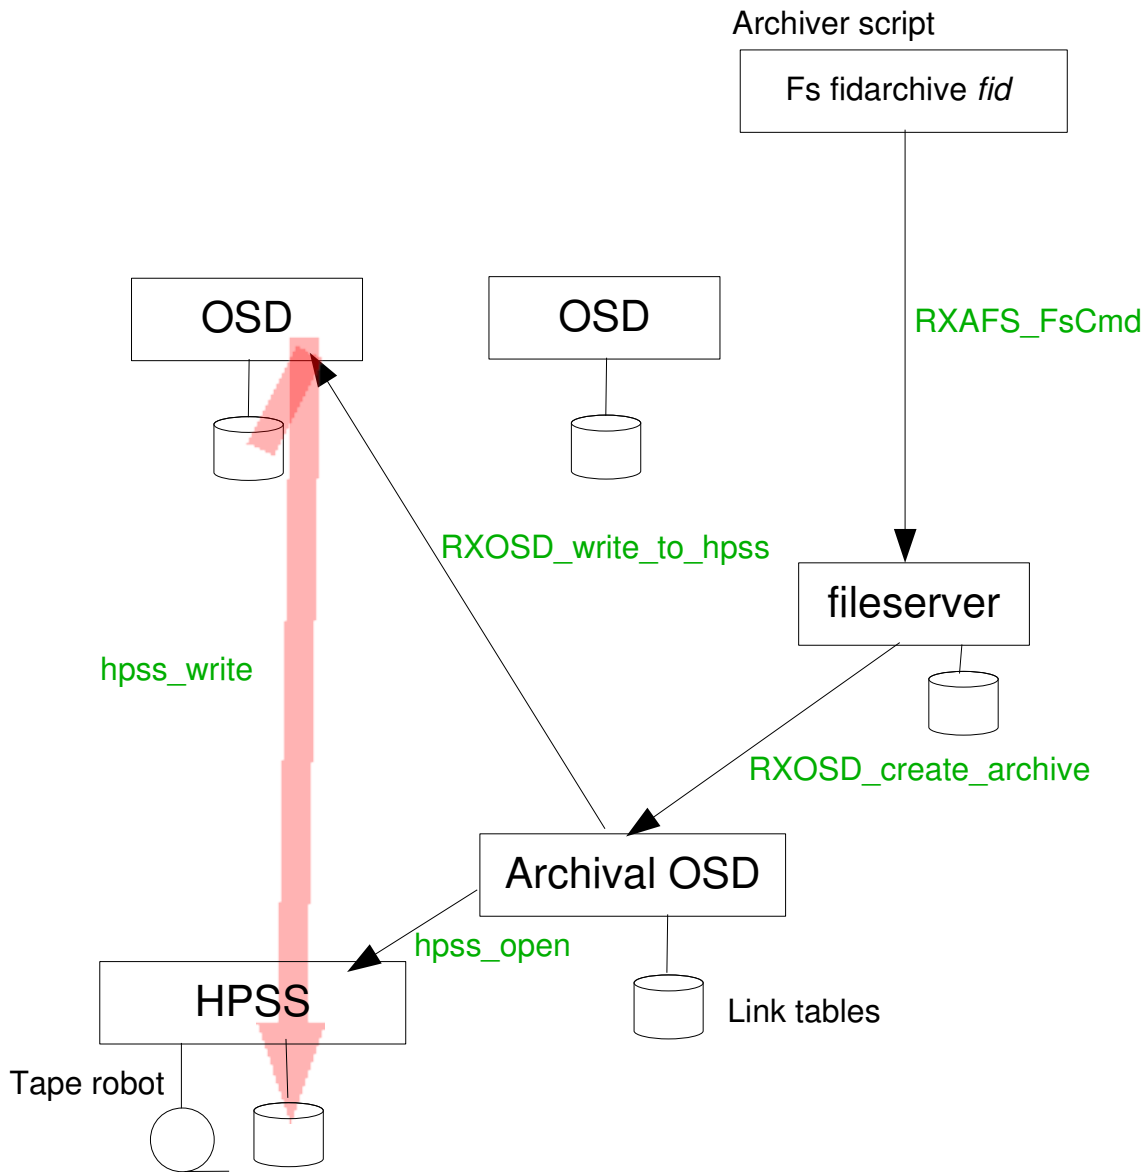 Archiver script
Fs fidarchive fid
OSD
OSD
RXAFS_FsCmd
RXOSD_write_to_hpss
fileserver
hpss_write
RXOSD_create_archive
Archival OSD
hpss_open
HPSS
Link tables
Tape robot